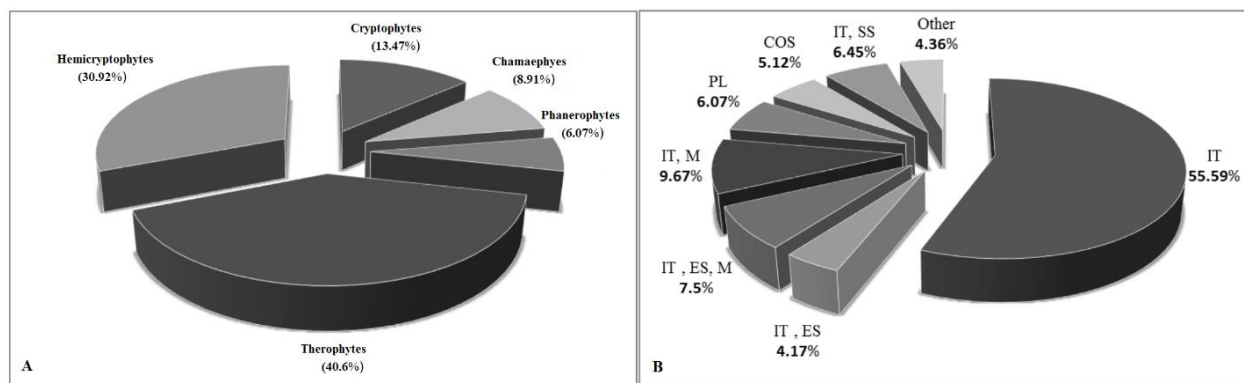 Cryptophytes
(13.47%)
Hemicryptophytes
(30.92%)
Chamaephyes
(8.91%)
Phanerophytes
(6.07%)
Therophytes
(40.6%)
A
Other
4.36%
IT, SS
6.45%
COS
5.12%
PL
6.07%
IT, M
9.67%
IT , ES, M
7.5%
IT , ES
4.17%
IT
55.59%
B